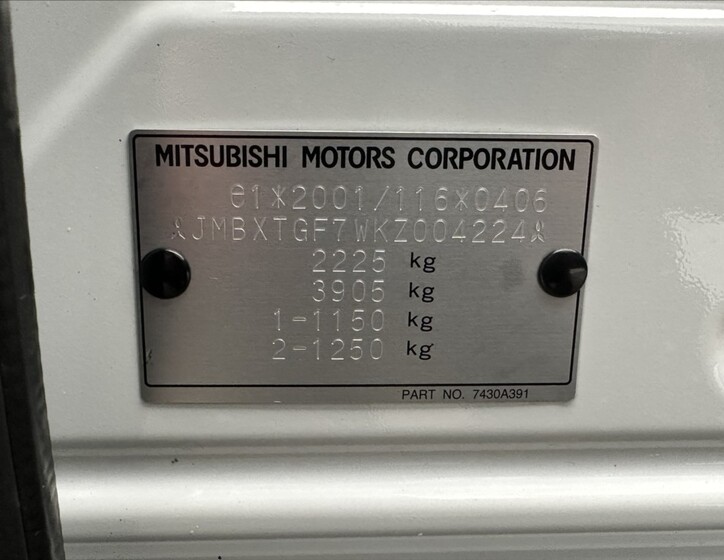 MITSUBISHI MOTORS CORPORATION
e1*2001/116*0406
JMBXTGF7WKZ004224
2225 kg
3905 kg
1-1150 kg
2-1250 kg
PART NO. 7430A391